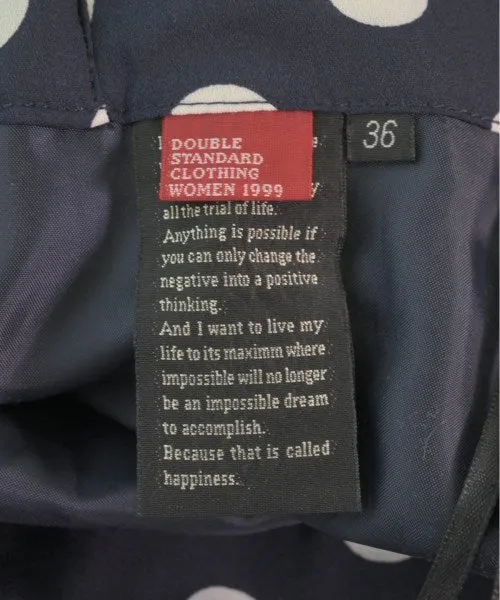 DOUBLE
STANDARD
CLOTHING
WOMEN 1999
36
all the trial of life.
Anything is possible if
you can only change the
negative into a positive
thinking.
And I want to live my
life to its maximm where
impossible will no longer
be an impossible dream
to accomplish.
Because that is called
happiness.